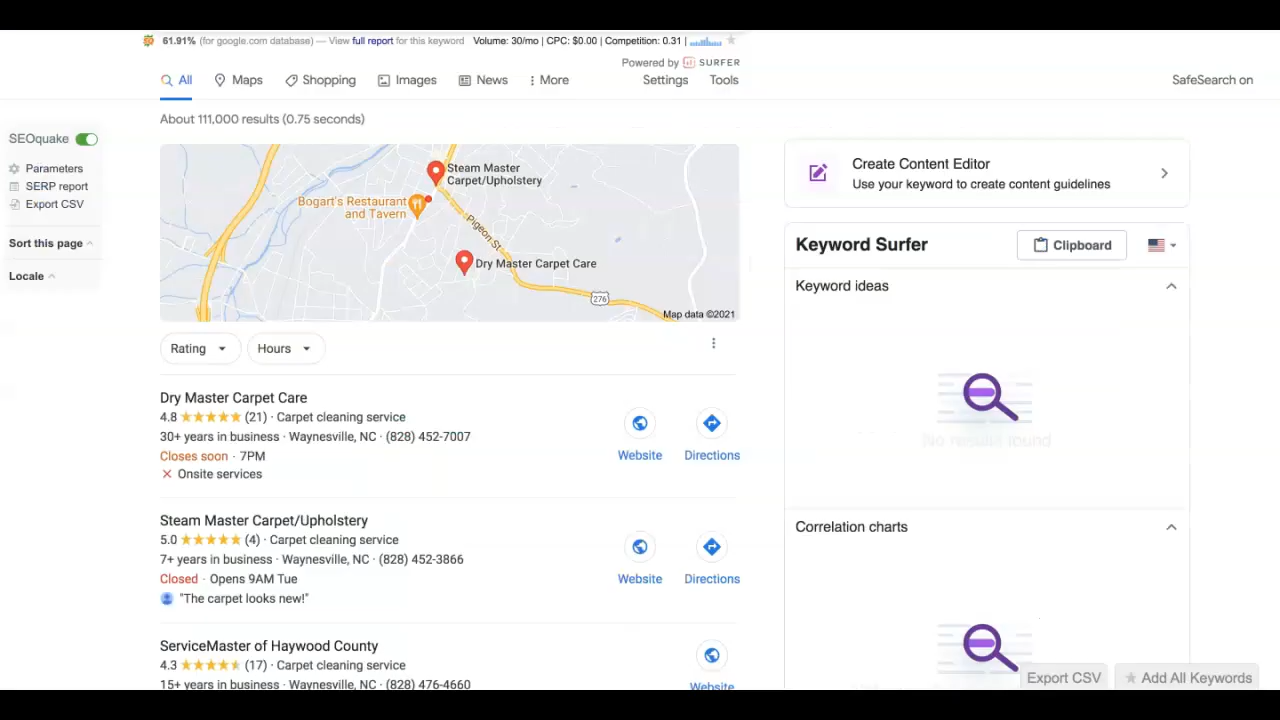 61.91% (for google.com database) — View full report for this keyword Volume: 30/mo | CPC: $0.00 | Competition: 0.31 |
Powered by SURFER
All Maps Shopping Images News More Settings Tools SafeSearch on
About 111,000 results (0.75 seconds)
SEOquake
Parameters
SERP report
Export CSV
Sort this page
Locale
Steam Master
Carpet/Upholstery
Bogart's Restaurant
and Tavern
Pigeon St
Dry Master Carpet Care
276
Map data ©2021
Rating Hours
Dry Master Carpet Care
4.8 (21) · Carpet cleaning service
30+ years in business · Waynesville, NC · (828) 452-7007
Closes soon · 7PM
Onsite services
Website Directions
Steam Master Carpet/Upholstery
5.0 (4) · Carpet cleaning service
7+ years in business · Waynesville, NC · (828) 452-3866
Closed · Opens 9AM Tue
"The carpet looks new!"
Website Directions
ServiceMaster of Haywood County
4.3 (17) · Carpet cleaning service
15+ years in business · Waynesville, NC · (828) 476-4660
Website
Create Content Editor
Use your keyword to create content guidelines
Keyword Surfer Clipboard
Keyword ideas
No results found
Correlation charts
Export CSV Add All Keywords